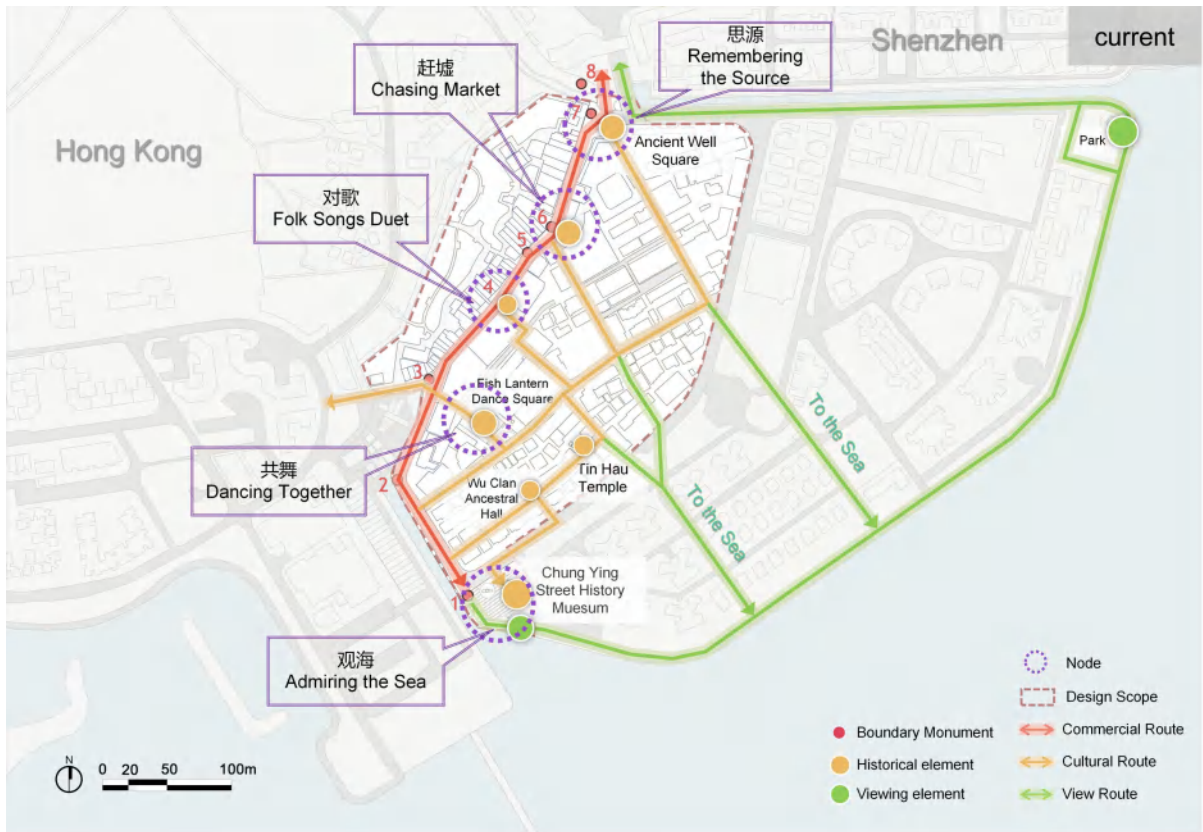 Shenzhen
current
Hong Kong
思源
Remembering
the Source
赶墟
Chasing Market
对歌
Folk Songs Duet
8
7
Ancient Well
Square
Park
6
5
4
3
Fish Lantern
Dance Square
共舞
Dancing Together
2
Wu Clan
Ancestral
Hall
Tin Hau
Temple
To the Sea
To the Sea
Chung Ying
Street History
Muesum
1
观海
Admiring the Sea
N
0 20 50 100m
Node
Design Scope
Boundary Monument
Commercial Route
Historical element
Cultural Route
Viewing element
View Route